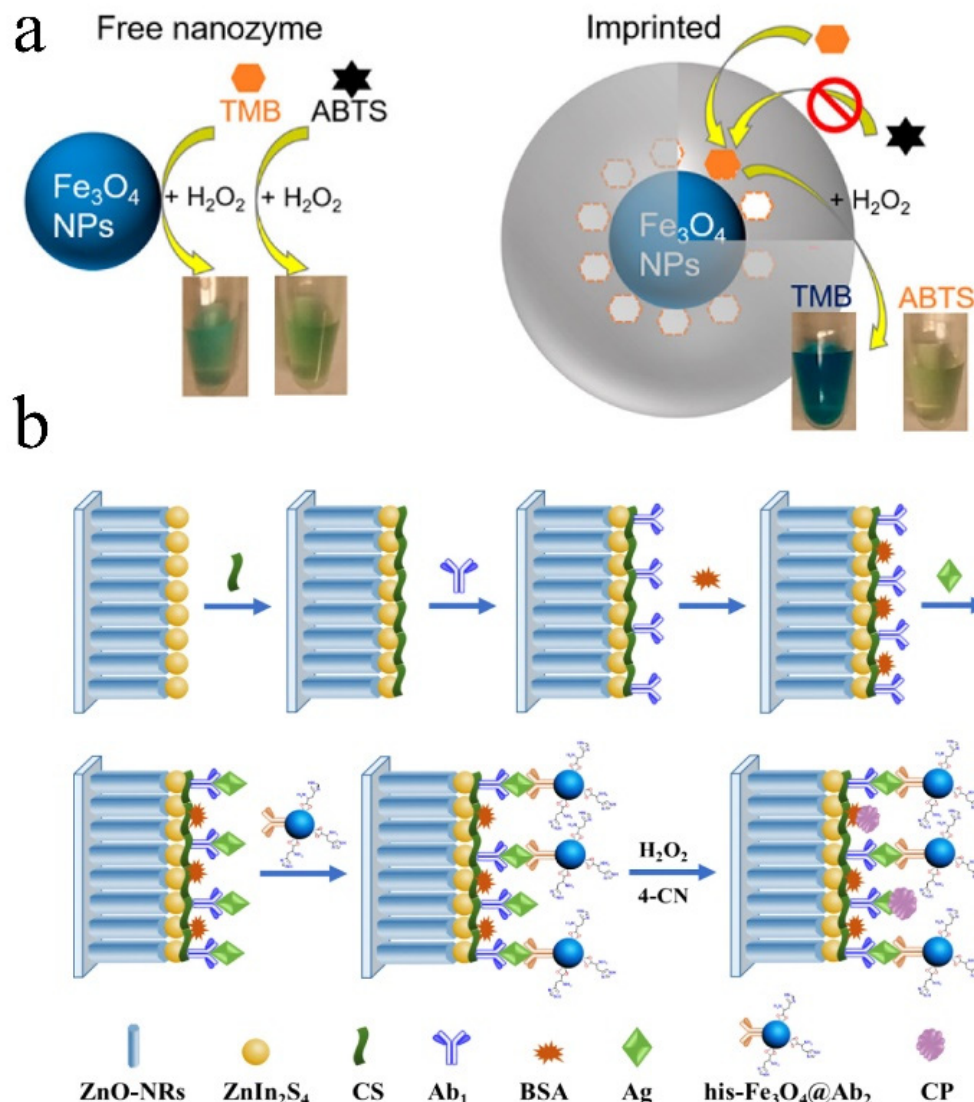 a
Free nanozyme
TMB
ABTS
Fe₃O₄
NPs
+ H₂O₂
+ H₂O₂
Imprinted
Fe₃O₄
NPs
+ H₂O₂
TMB
ABTS
b
H₂O₂
4-CN
ZnO-NRs
ZnIn₂S₄
CS
Ab₁
BSA
Ag
his-Fe₃O₄@Ab₂
CP